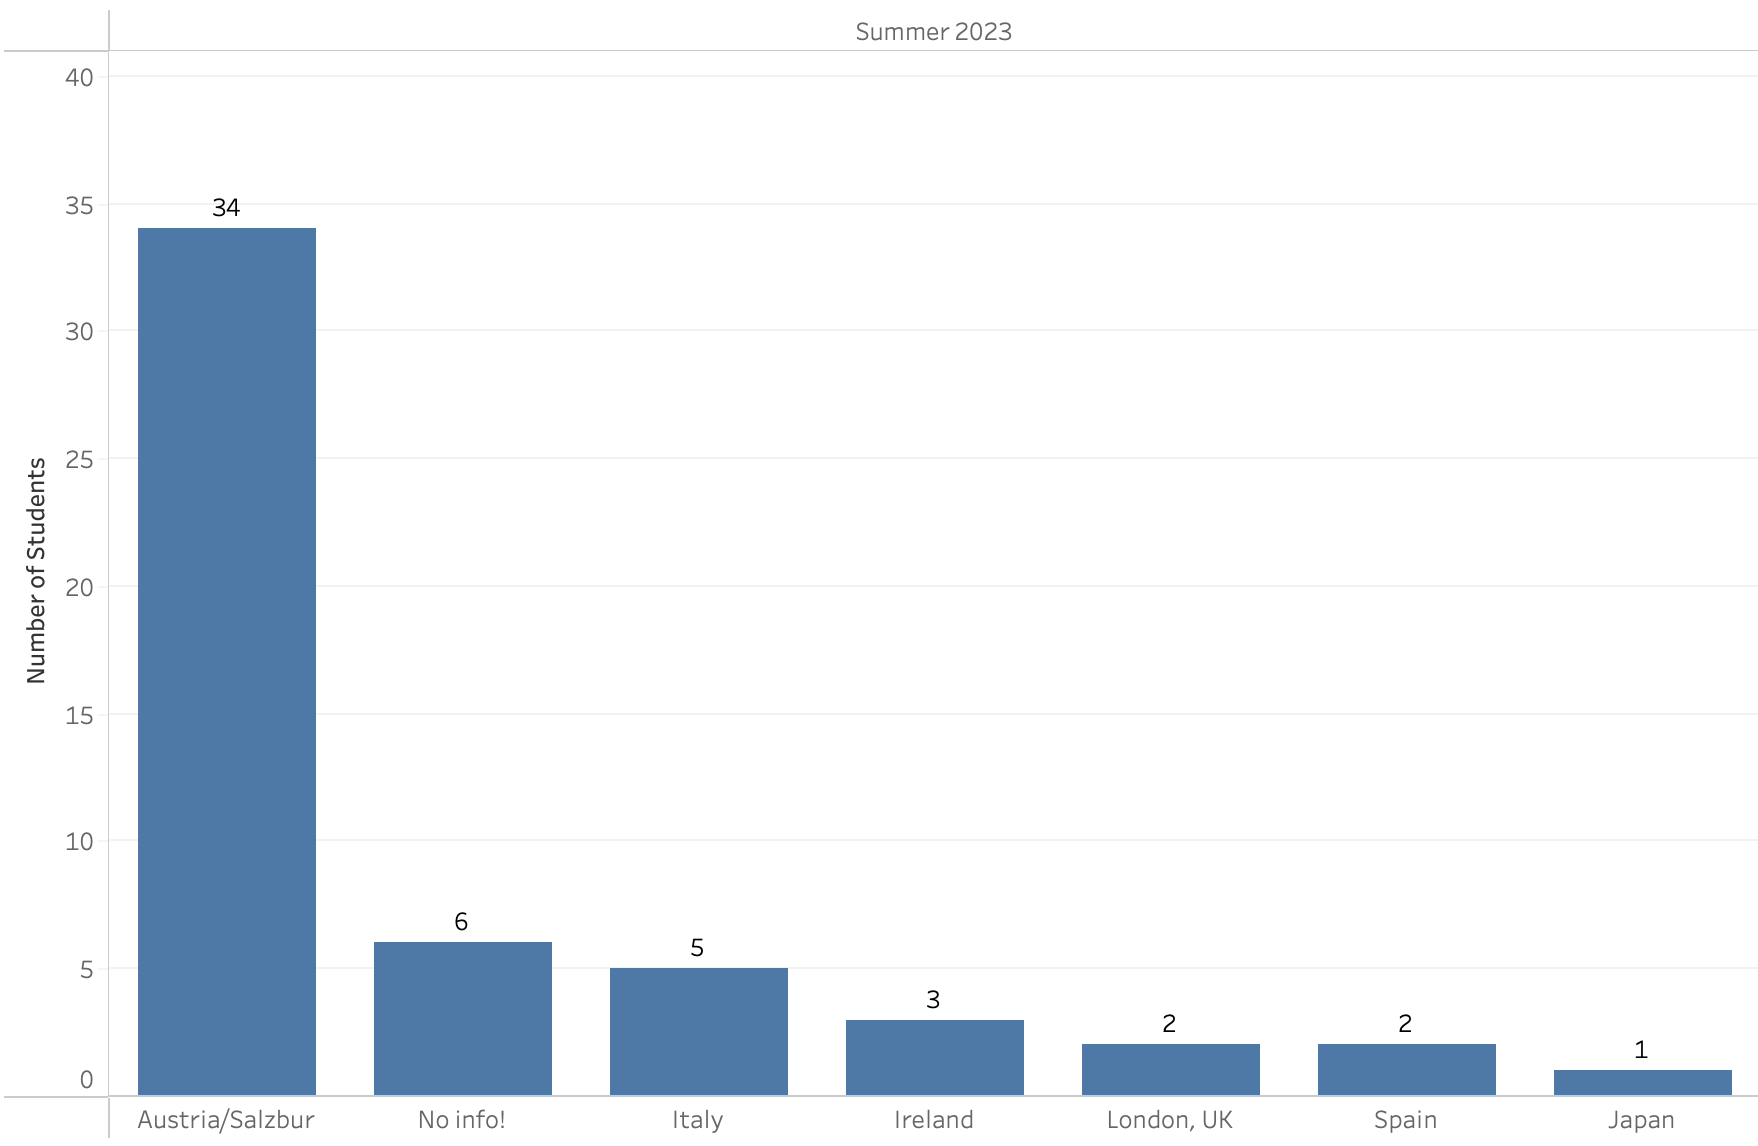 Summer 2023
40
35
30
25
20
15
10
5
0
Number of Students
34
6
5
3
2
2
1
Austria/Salzbur
No info!
Italy
Ireland
London, UK
Spain
Japan